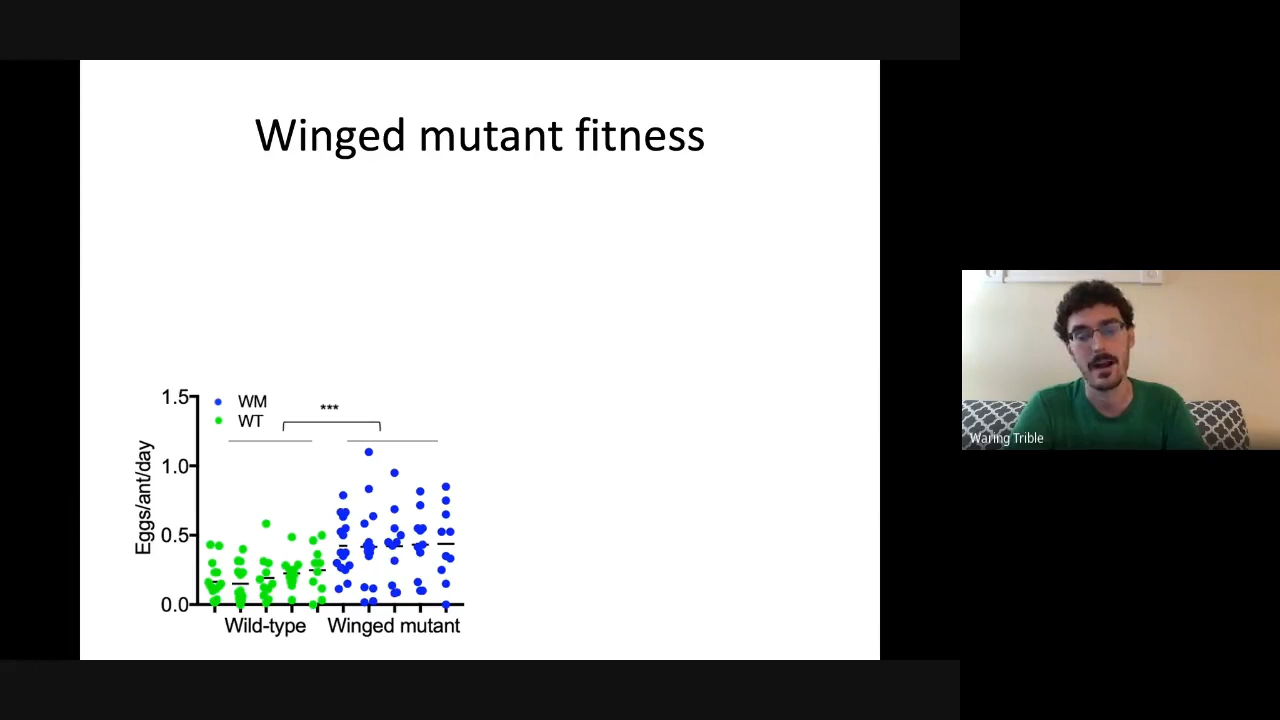 Winged mutant fitness
1.5
1.0
0.5
0.0
Eggs/ant/day
WM
WT
***
Wild-type
Winged mutant
Waring Trible